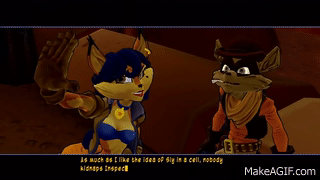 As much as I like the idea of Sly in a cell, nobody
kidnaps Inspec
MakeAGIF.com